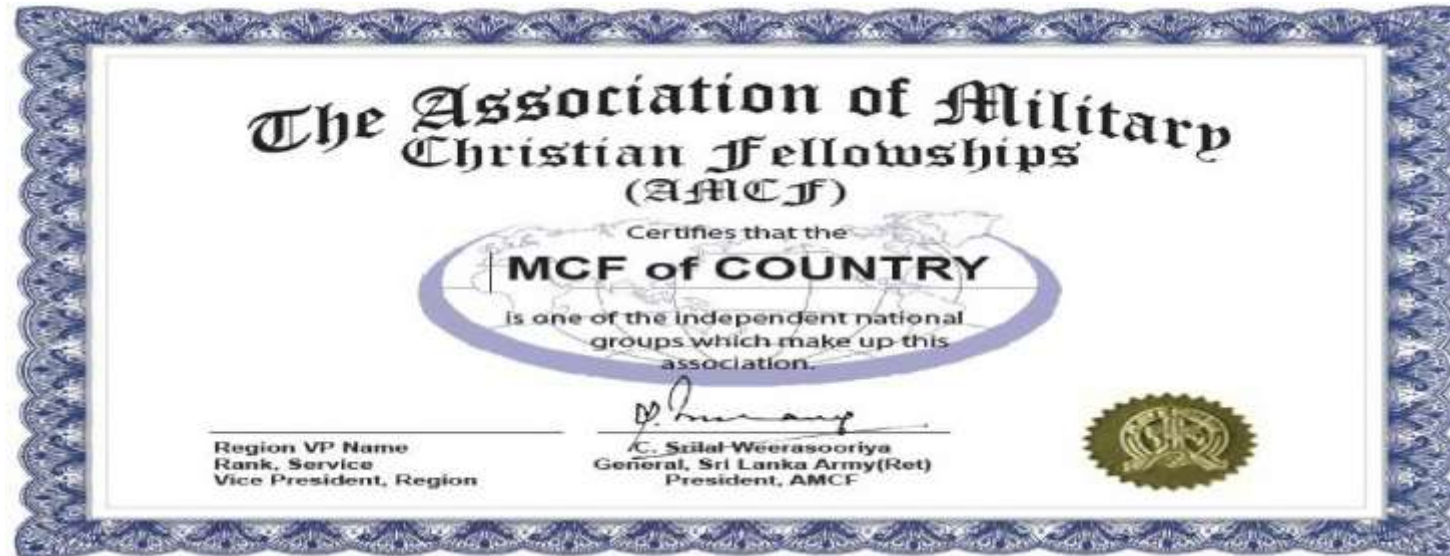 The Association of Military
Christian Fellowships
(AMCF)
Certifies that the
MCF of COUNTRY
is one of the independent national
groups which make up this
association.
Region VP Name
Rank, Service
Vice President, Region
C. Srilal Weerasooriya
General, Sri Lanka Army(Ret)
President, AMCF